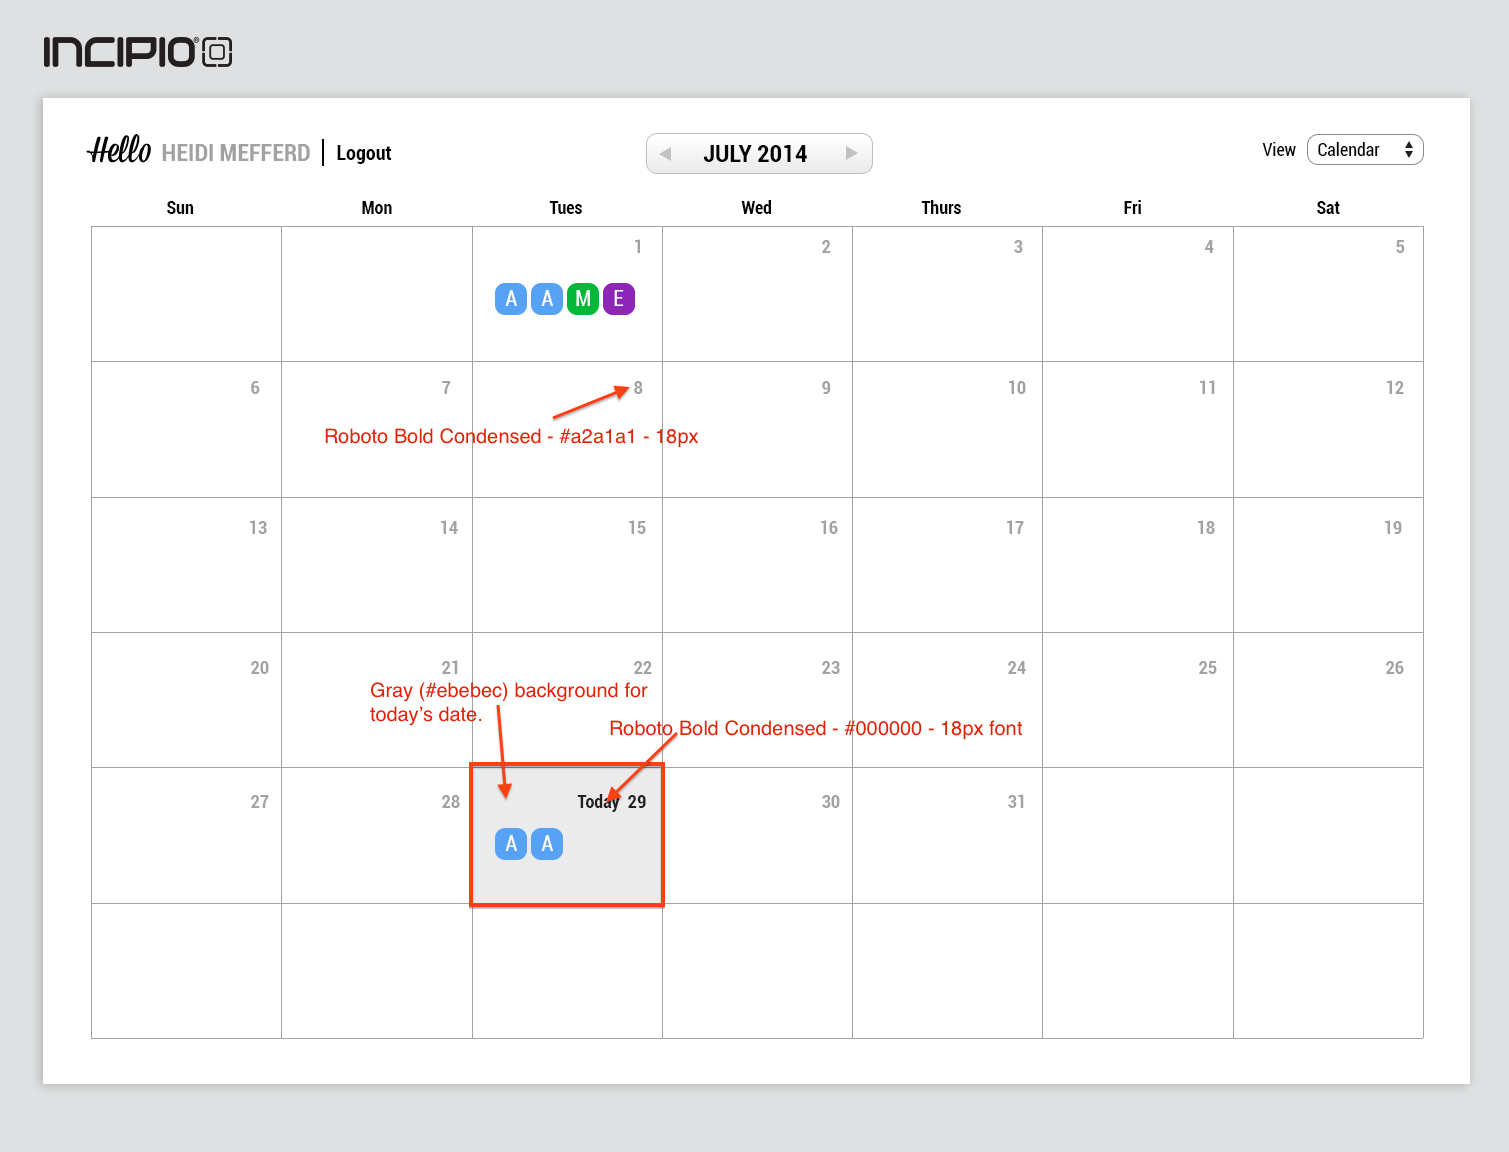 INCIPIO®
Hello HEIDI MEFFERD | Logout
JULY 2014
View Calendar
Sun Mon Tues Wed Thurs Fri Sat
1 2 3 4 5
A A M E
6 7 8 9 10 11 12
Roboto Bold Condensed - #a2a1a1 - 18px
13 14 15 16 17 18 19
20 21 22 23 24 25 26
Gray (#ebebec) background for
today's date.
Roboto Bold Condensed - #000000 - 18px font
27 28 Today 29 30 31
A A